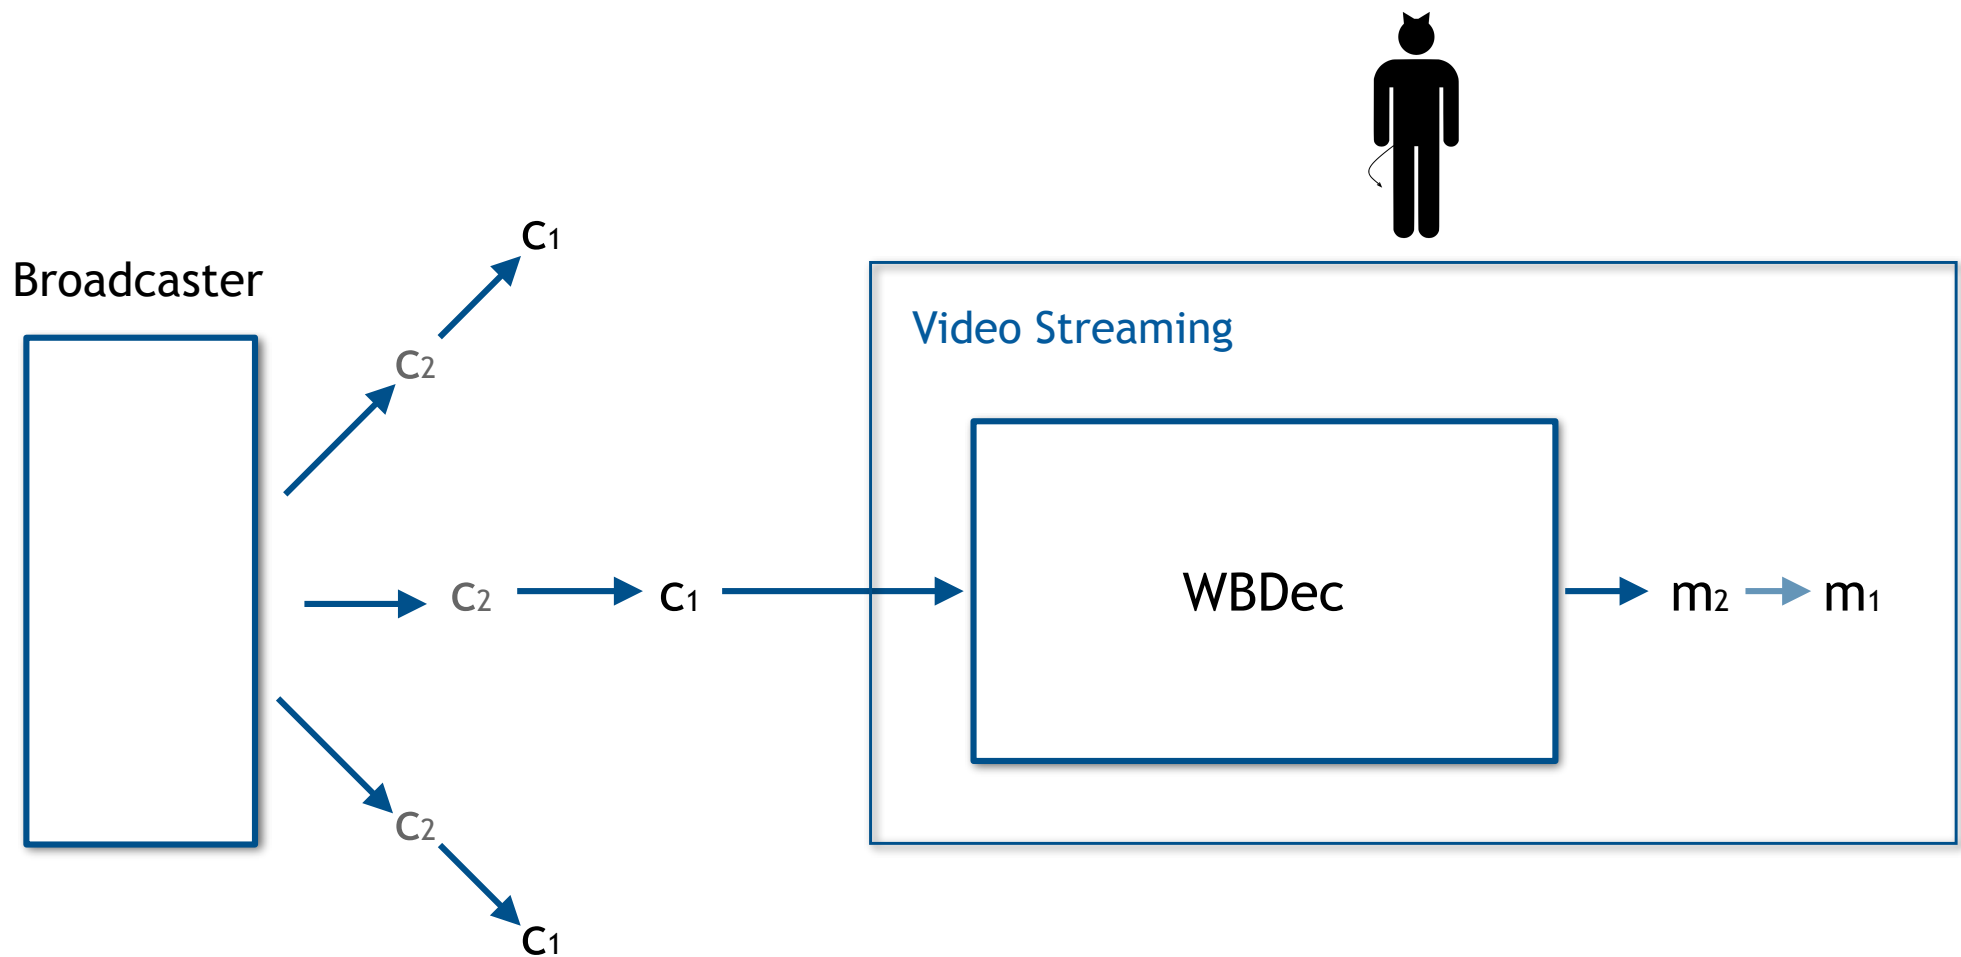 C1
Broadcaster
Video Streaming
C2
C2
C1
WBDec
m2
m1
C2
C1